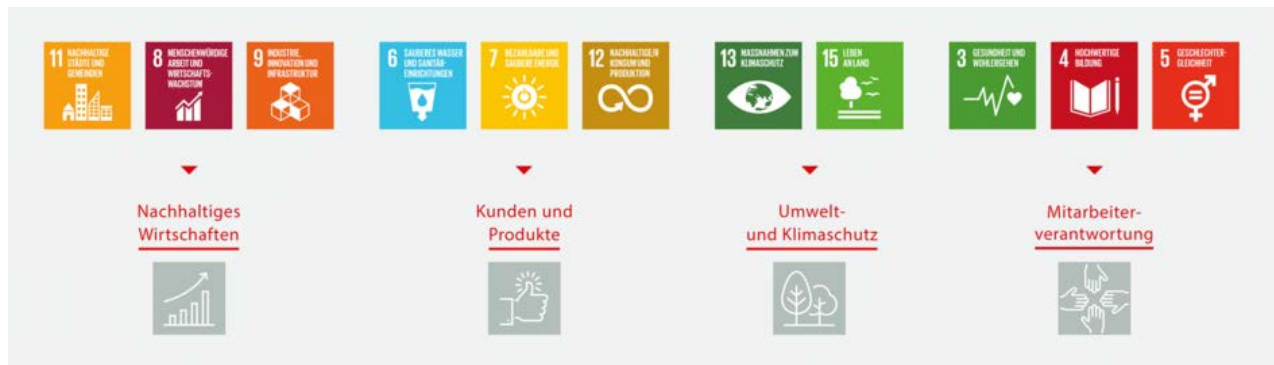 11 NACHHALTIGE
STÄDTE UND
GEMEINDEN
8 MENSCHENWÜRDIGE
ARBEIT UND
WIRTSCHAFTS-
WACHSTUM
9 INDUSTRIE,
INNOVATION UND
INFRASTRUKTUR
6 SAUBERES WASSER
UND SANITÄR-
EINRICHTUNGEN
7 BEZAHLBARE UND
SAUBERE ENERGIE
12 NACHHALTIGE/R
KONSUM UND
PRODUKTION
13 MASSNAHMEN ZUM
KLIMASCHUTZ
15 LEBEN
AN LAND
3 GESUNDHEIT UND
WOHLERGEHEN
4 HOCHWERTIGE
BILDUNG
5 GESCHLECHTER-
GLEICHHEIT
Nachhaltiges
Wirtschaften
Kunden und
Produkte
Umwelt-
und Klimaschutz
Mitarbeiter-
verantwortung